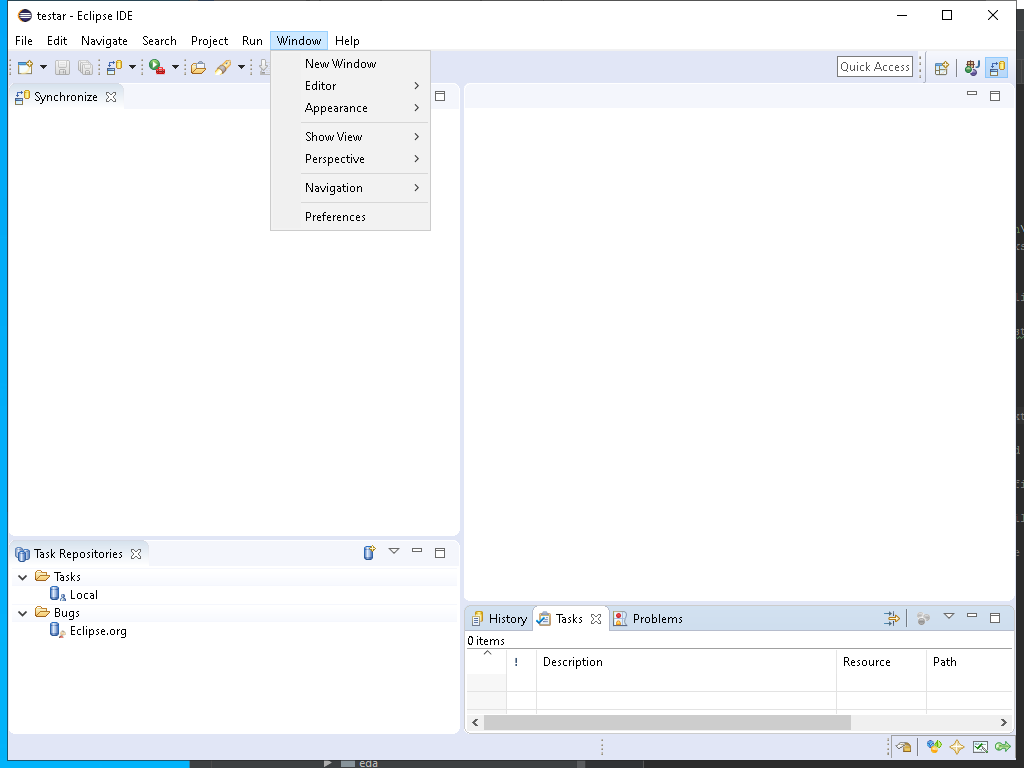 testar - Eclipse IDE
File Edit Navigate Search Project Run Window Help
New Window
Editor
Appearance
Show View
Perspective
Navigation
Preferences
Quick Access
Synchronize
Task Repositories
Tasks
Local
Bugs
Eclipse.org
History Tasks Problems
0 items
! Description Resource Path
eda